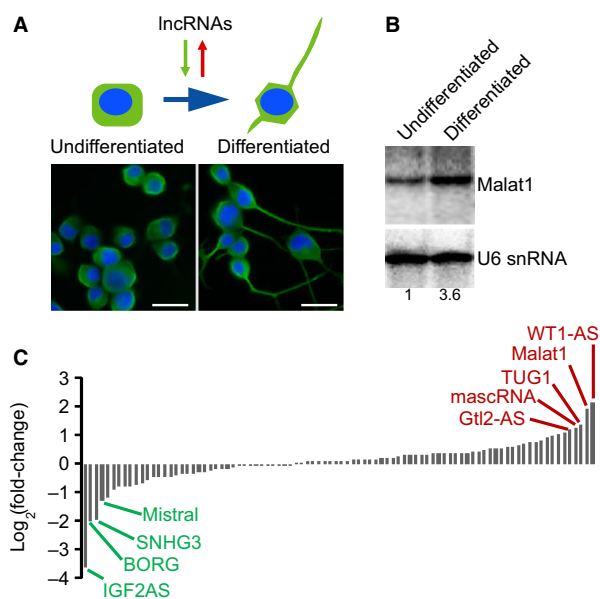 A
lncRNAs
Undifferentiated
Differentiated
B
Undifferentiated
Differentiated
Malat1
U6 snRNA
1
3.6
C
Log2(fold-change)
3
2
1
0
–1
–2
–3
–4
WT1-AS
Malat1
TUG1
mascRNA
Gtl2-AS
Mistral
SNHG3
BORG
IGF2AS